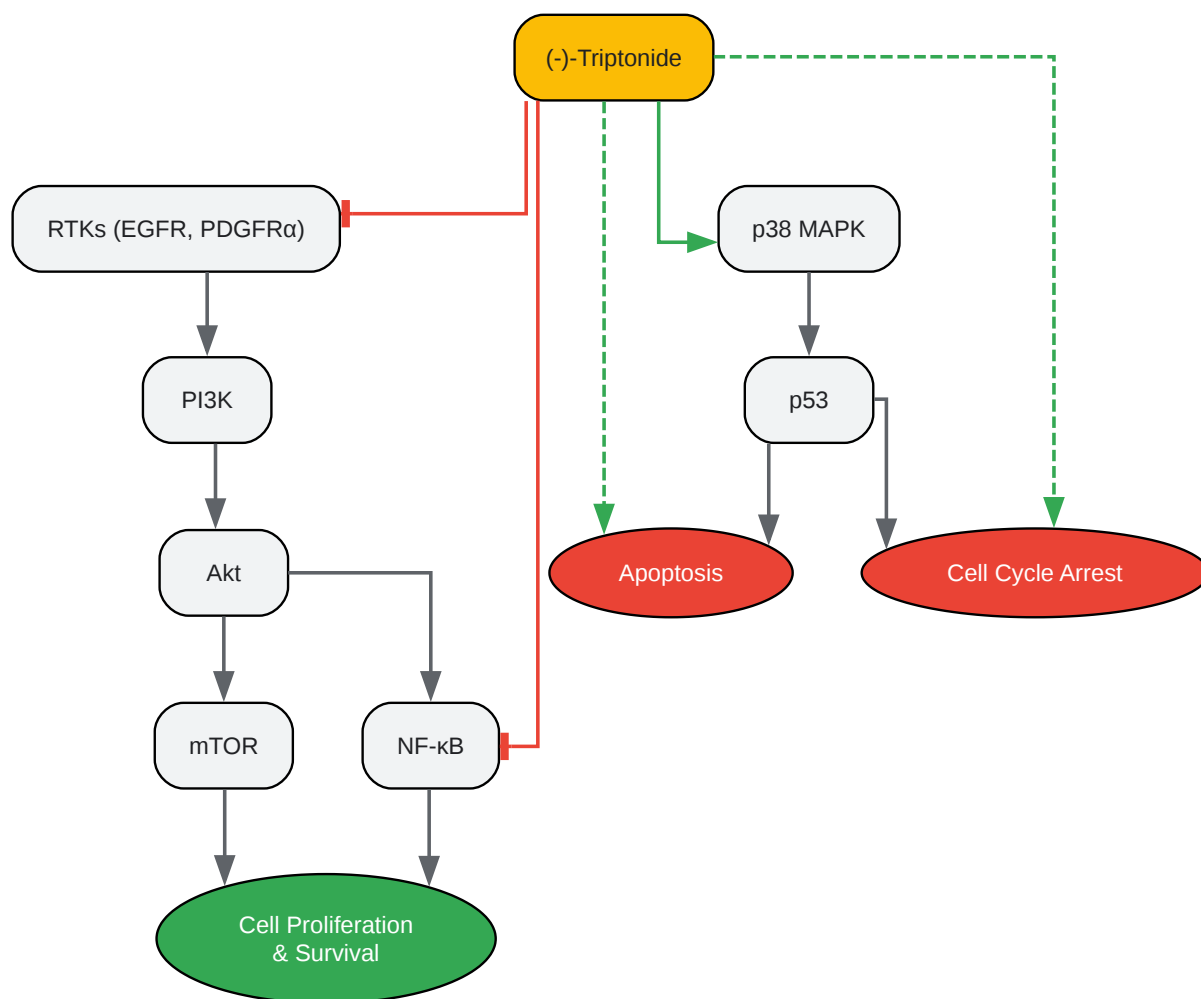 (-)-Triptonide
RTKs (EGFR, PDGFRα)
p38 MAPK
PI3K
p53
Akt
Apoptosis
Cell Cycle Arrest
mTOR
NF-κB
Cell Proliferation
& Survival